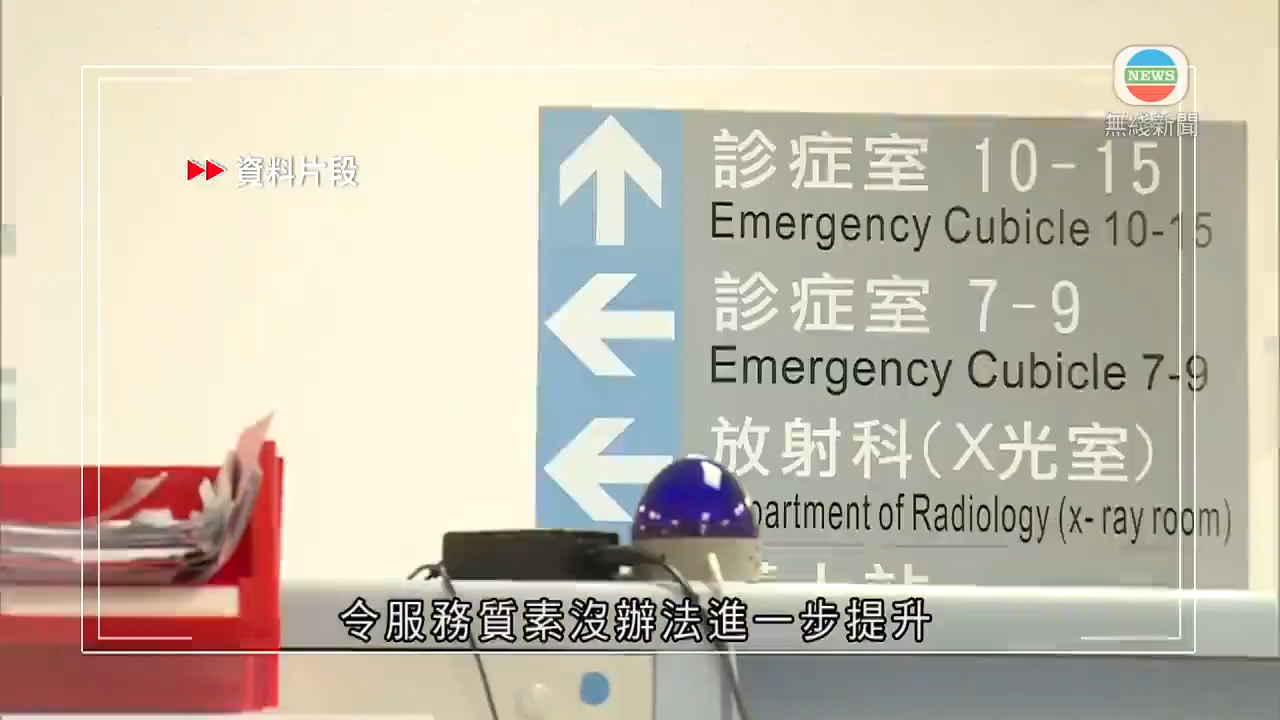 NEWS
無綫新聞
資料片段
診症室 10-15
Emergency Cubicle 10-15
診症室 7-9
Emergency Cubicle 7-9
放射科(X光室)
partment of Radiology (x- ray room)
令服務質素沒辦法進一步提升